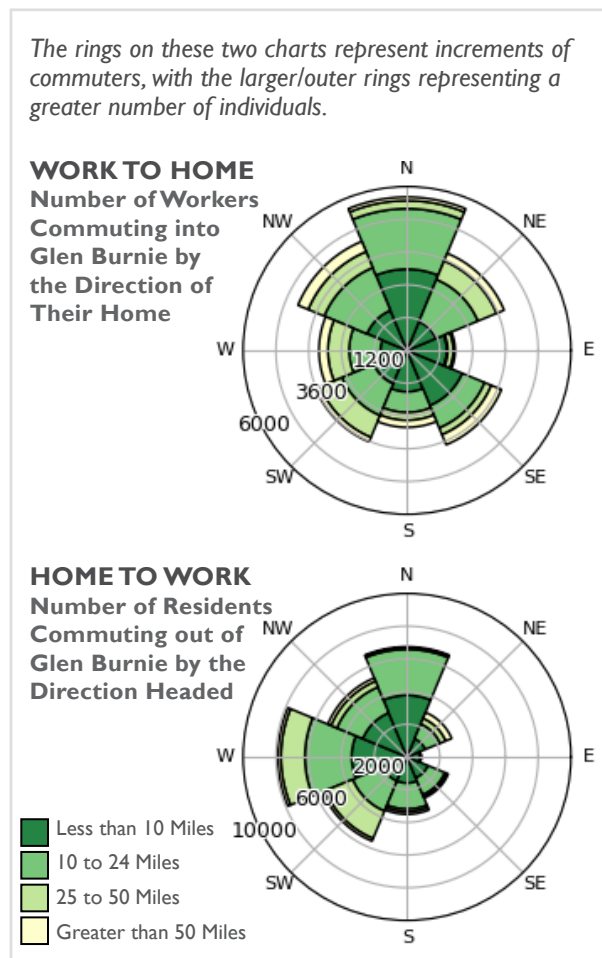 The rings on these two charts represent increments of
commuters, with the larger/outer rings representing a
greater number of individuals.
WORK TO HOME
Number of Workers
Commuting into
Glen Burnie by
the Direction of
Their Home
N
NW
NE
W
E
1200
3600
6000
SW
SE
S
HOME TO WORK
Number of Residents
Commuting out of
Glen Burnie by the
Direction Headed
N
NW
NE
W
E
2000
6000
10000
SW
SE
S
Less than 10 Miles
10 to 24 Miles
25 to 50 Miles
Greater than 50 Miles